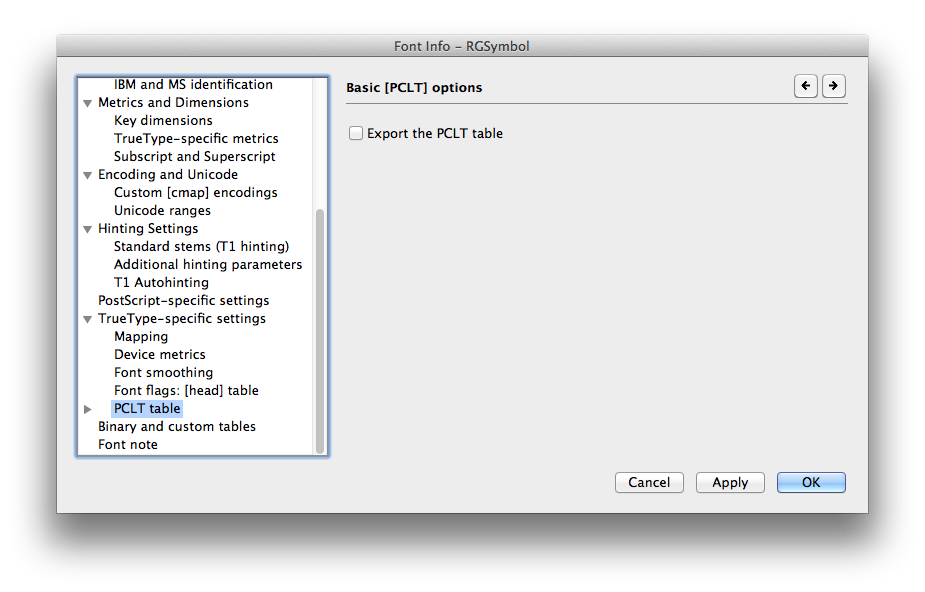 Font Info – RGSymbol
IBM and MS identification
Metrics and Dimensions
Key dimensions
TrueType-specific metrics
Subscript and Superscript
Encoding and Unicode
Custom [cmap] encodings
Unicode ranges
Hinting Settings
Standard stems (T1 hinting)
Additional hinting parameters
T1 Autohinting
PostScript-specific settings
TrueType-specific settings
Mapping
Device metrics
Font smoothing
Font flags: [head] table
PCLT table
Binary and custom tables
Font note
Basic [PCLT] options
Export the PCLT table
Cancel Apply OK